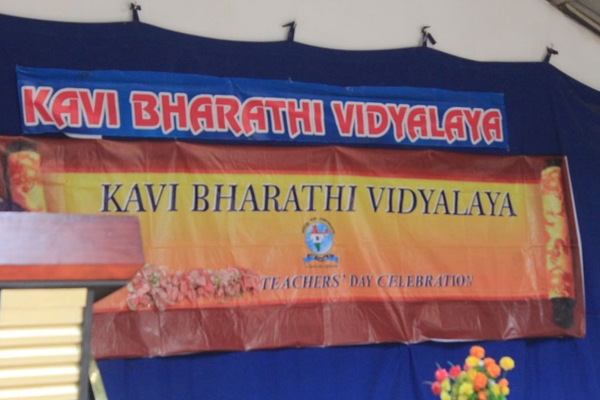 KAVI BHARATHI VIDYALAYA
KAVI BHARATHI VIDYALAYA
TEACHERS' DAY CELEBRATION